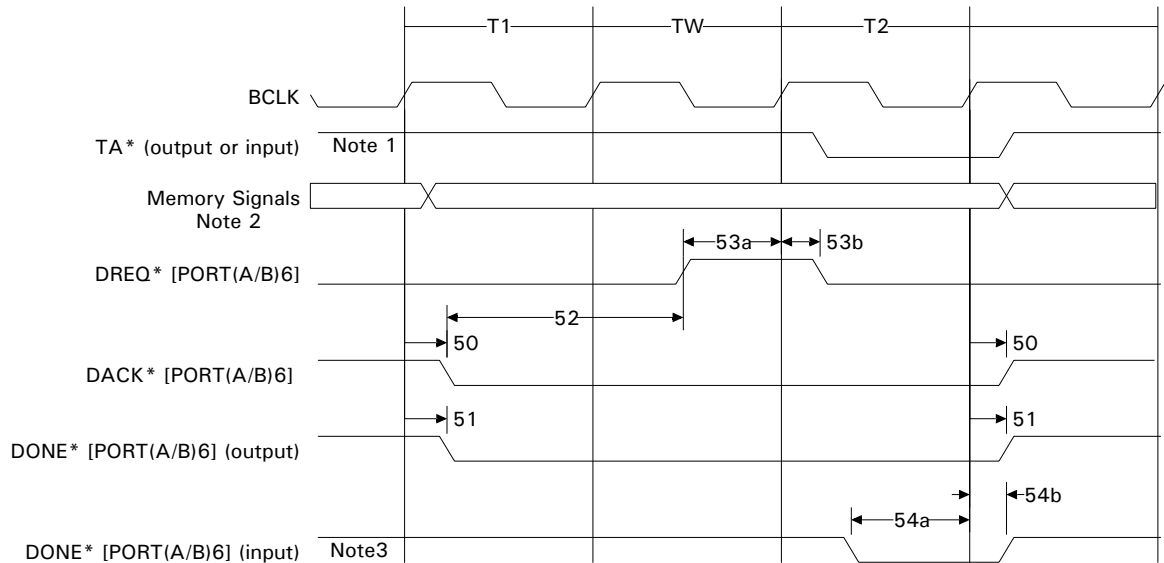 T1 TW T2
BCLK
TA* (output or input) Note 1
Memory Signals
Note 2
53a 53b
DREQ* [PORT(A/B)6]
52
50 50
DACK* [PORT(A/B)6]
51 51
DONE* [PORT(A/B)6] (output)
54b
54a
DONE* [PORT(A/B)6] (input) Note3